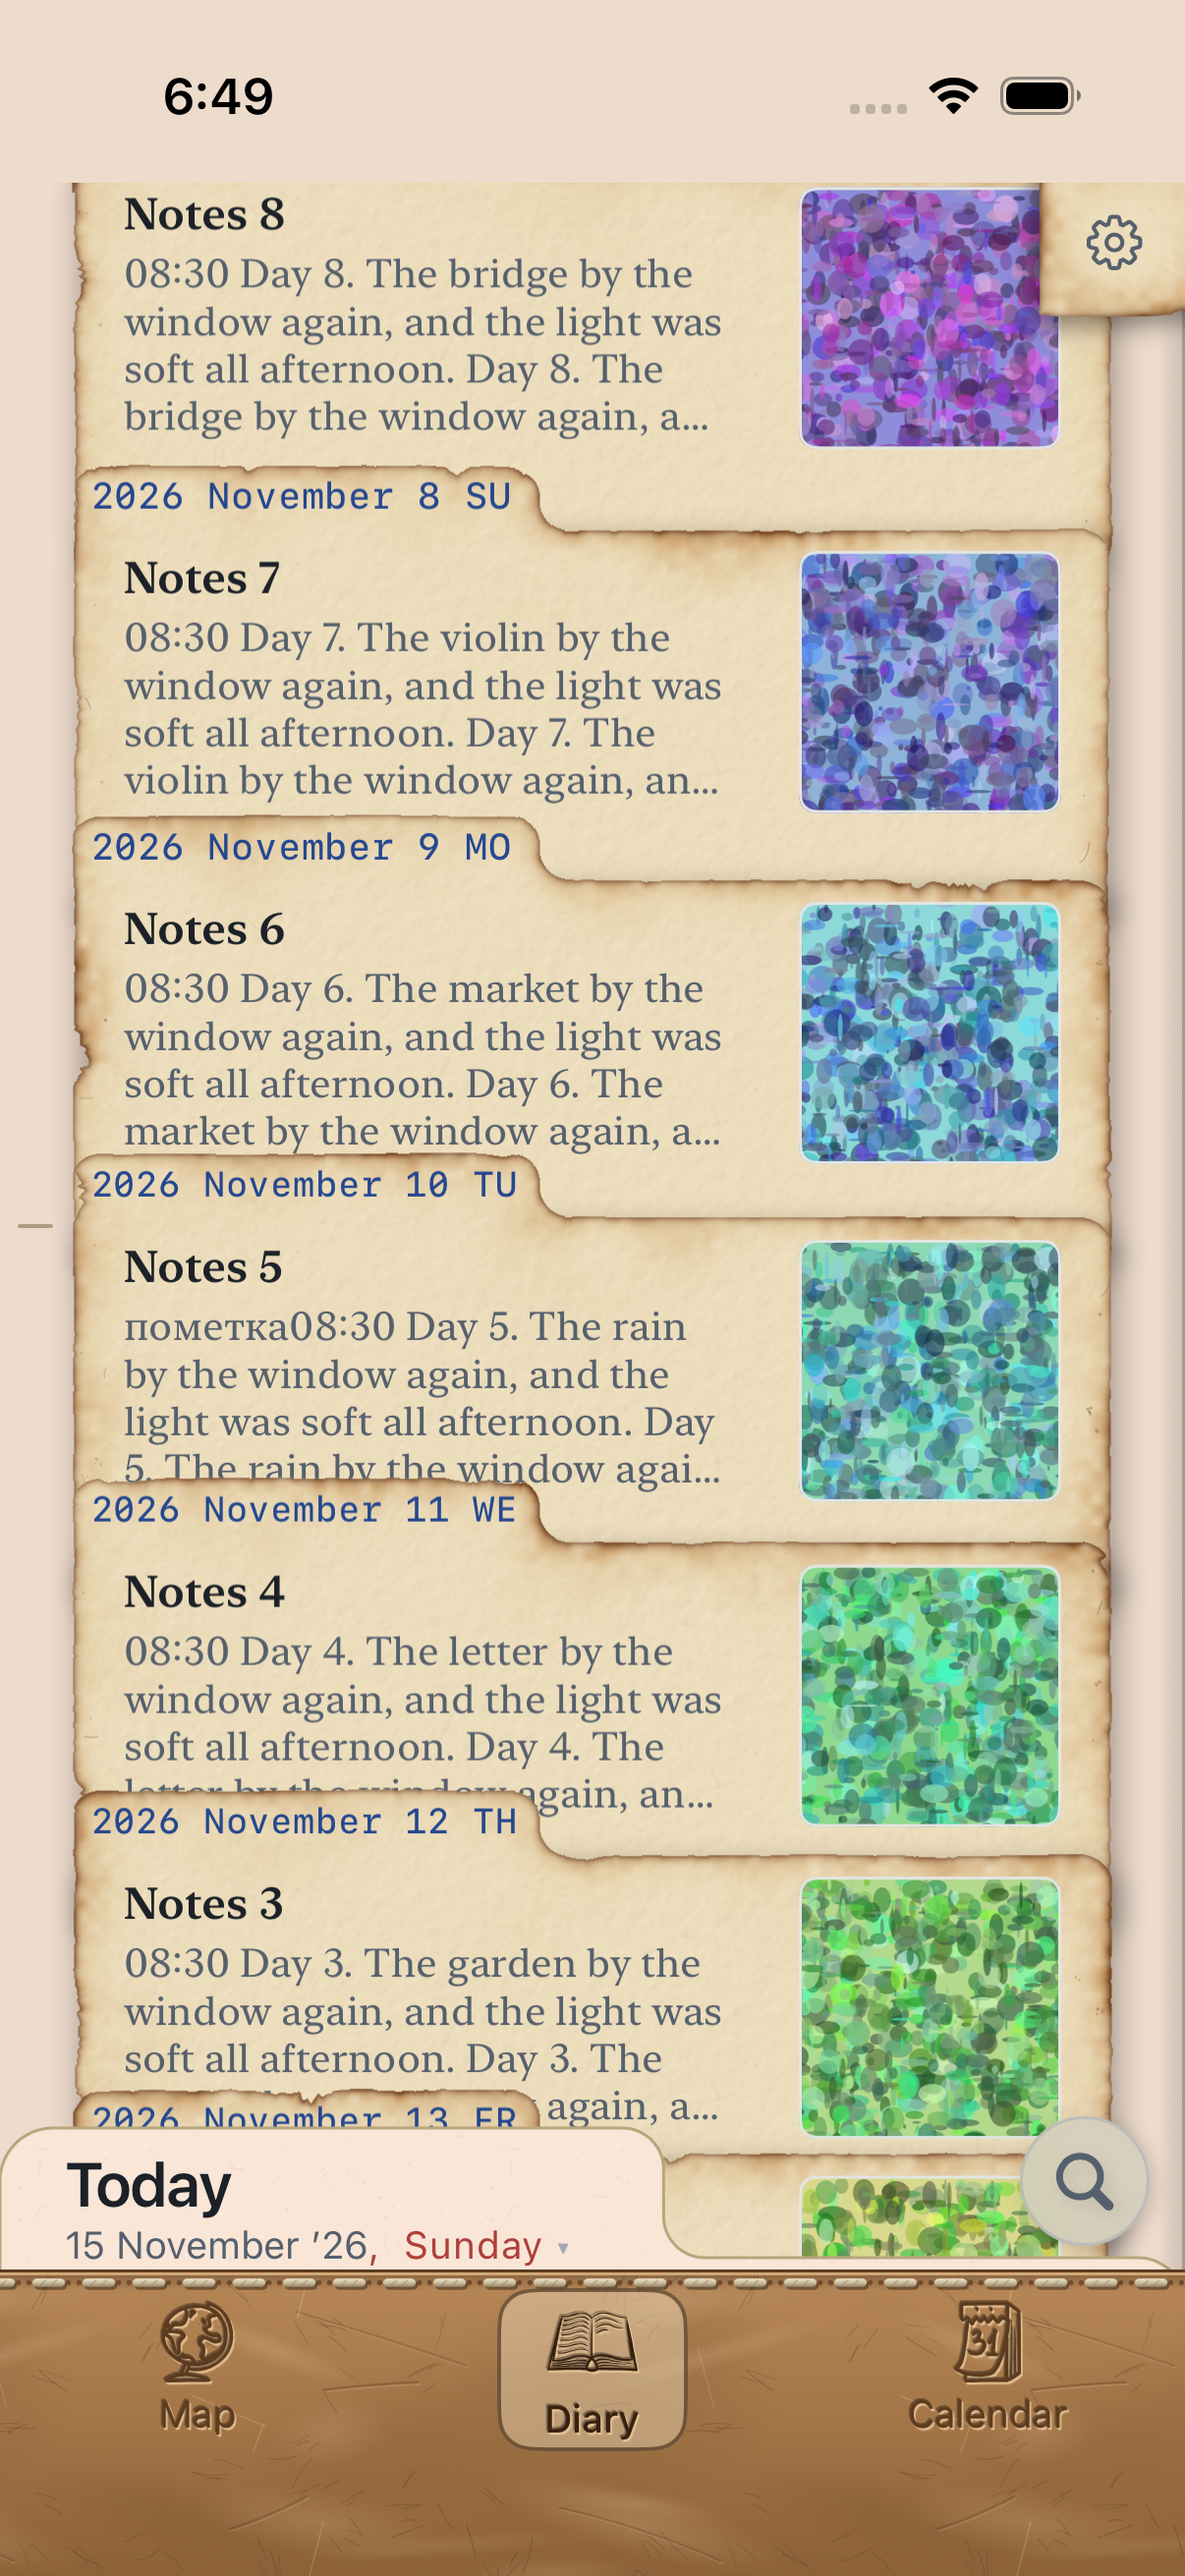 6:49
Notes 8
08:30 Day 8. The bridge by the
window again, and the light was
soft all afternoon. Day 8. The
bridge by the window again, a...
2026 November 8 SU
Notes 7
08:30 Day 7. The violin by the
window again, and the light was
soft all afternoon. Day 7. The
violin by the window again, an...
2026 November 9 MO
Notes 6
08:30 Day 6. The market by the
window again, and the light was
soft all afternoon. Day 6. The
market by the window again, a...
2026 November 10 TU
Notes 5
пометка08:30 Day 5. The rain
by the window again, and the
light was soft all afternoon. Day
5. The rain by the window agai...
2026 November 11 WE
Notes 4
08:30 Day 4. The letter by the
window again, and the light was
soft all afternoon. Day 4. The
letter by the window again, an...
2026 November 12 TH
Notes 3
08:30 Day 3. The garden by the
window again, and the light was
soft all afternoon. Day 3. The
again, a...
2026 November 13 FR
Today
15 November ’26, Sunday
31
Map
Diary
Calendar